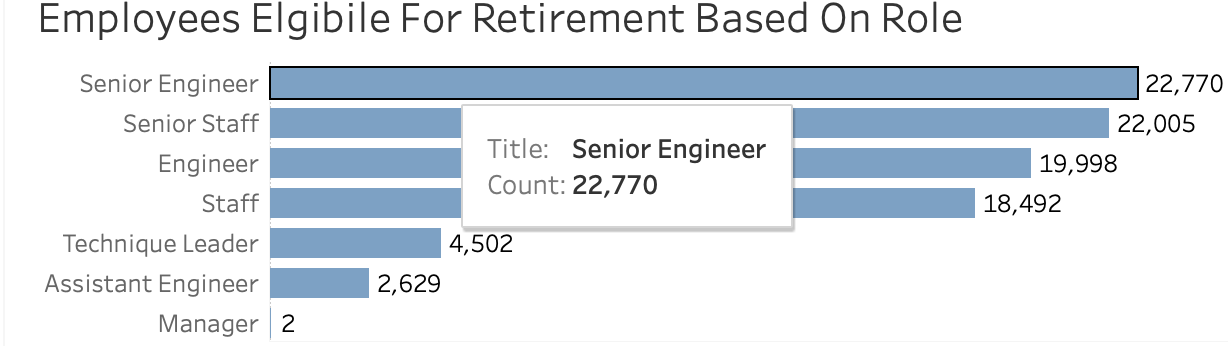 Employees Elgibile For Retirement Based On Role
Senior Engineer 22,770
Senior Staff 22,005
Engineer 19,998
Staff 18,492
Technique Leader 4,502
Assistant Engineer 2,629
Manager 2
Title: Senior Engineer
Count: 22,770